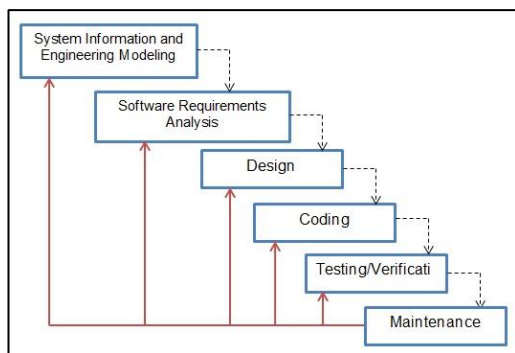 System Information and
Engineering Modeling
Software Requirements
Analysis
Design
Coding
Testing/Verificati
Maintenance